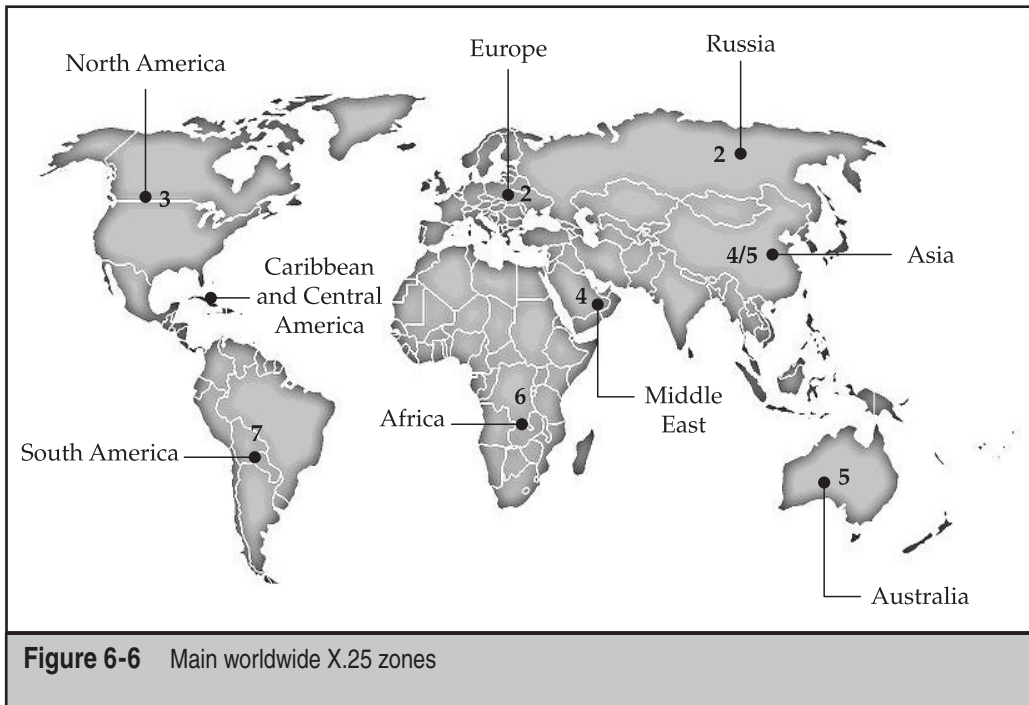 Europe
Russia
North America
2
2
3
4/5
Asia
Caribbean
and Central
America
4
6
Middle
East
Africa
7
South America
5
Australia
Figure 6-6 Main worldwide X.25 zones